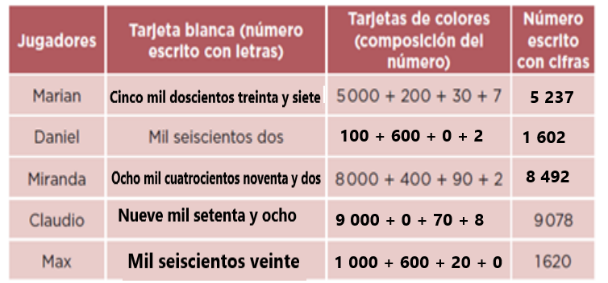 Jugadores
Tarjeta blanca (número
escrito con letras)
Tarjetas de colores
(composición del
número)
Número
escrito
con cifras
Marian
Cinco mil doscientos treinta y siete
5000 + 200 + 30 + 7
5 237
Daniel
Mil seiscientos dos
100 + 600 + 0 + 2
1 602
Miranda
Ocho mil cuatrocientos noventa y dos
8000 + 400 + 90 + 2
8 492
Claudio
Nueve mil setenta y ocho
9 000 + 0 + 70 + 8
9078
Max
Mil seiscientos veinte
1 000 + 600 + 20 + 0
1620